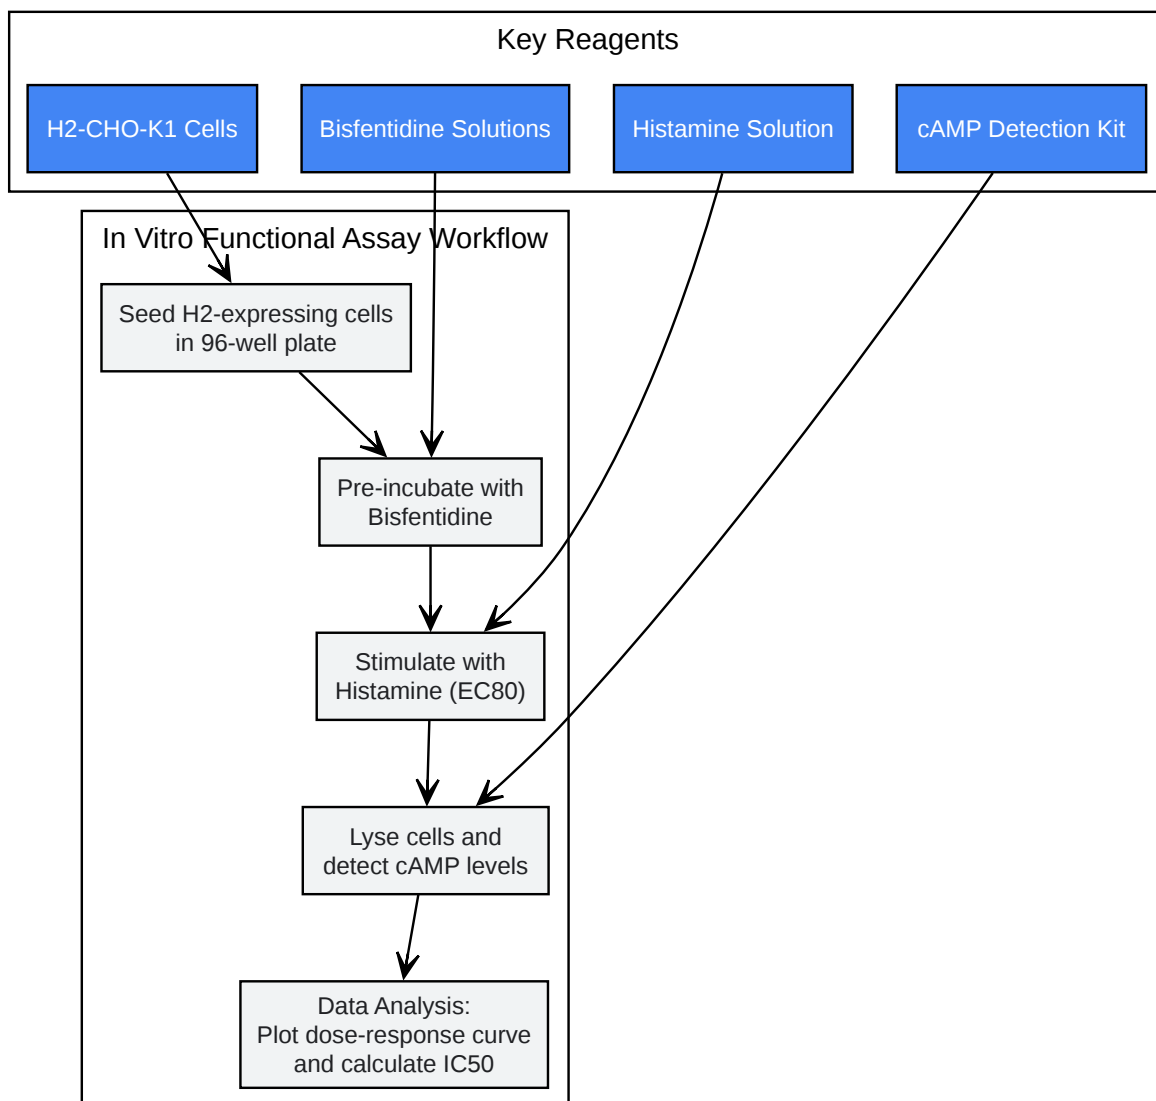 Key Reagents
H2-CHO-K1 Cells
Bisfentidine Solutions
Histamine Solution
cAMP Detection Kit
In Vitro Functional Assay Workflow
Seed H2-expressing cells
in 96-well plate
Pre-incubate with
Bisfentidine
Stimulate with
Histamine (EC80)
Lyse cells and
detect cAMP levels
Data Analysis:
Plot dose-response curve
and calculate IC50